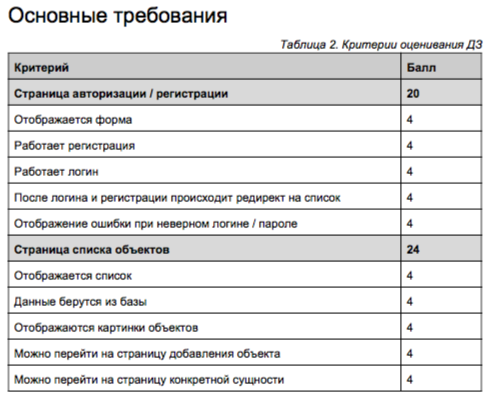 Основные требования
Таблица 2. Критерии оценивания ДЗ
Критерий Балл
Страница авторизации / регистрации 20
Отображается форма 4
Работает регистрация 4
Работает логин 4
После логина и регистрации происходит редирект на список 4
Отображение ошибки при неверном логине / пароле 4
Страница списка объектов 24
Отображается список 4
Данные берутся из базы 4
Отображаются картинки объектов 4
Можно перейти на страницу добавления объекта 4
Можно перейти на страницу конкретной сущности 4